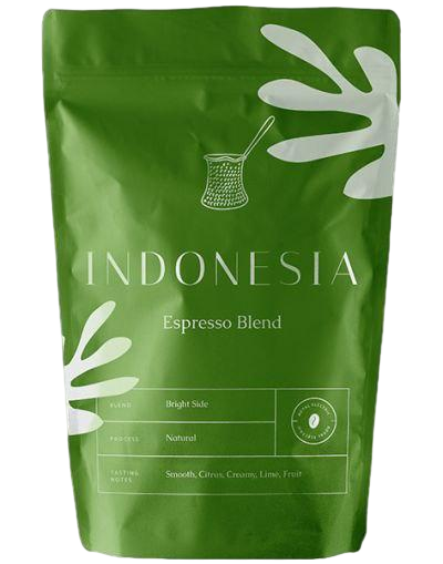 INDONESIA
Espresso Blend
BLEND Bright Side
PROCESS Natural
TASTING NOTES Smooth, Citrus, Creamy, Lime, Fruit